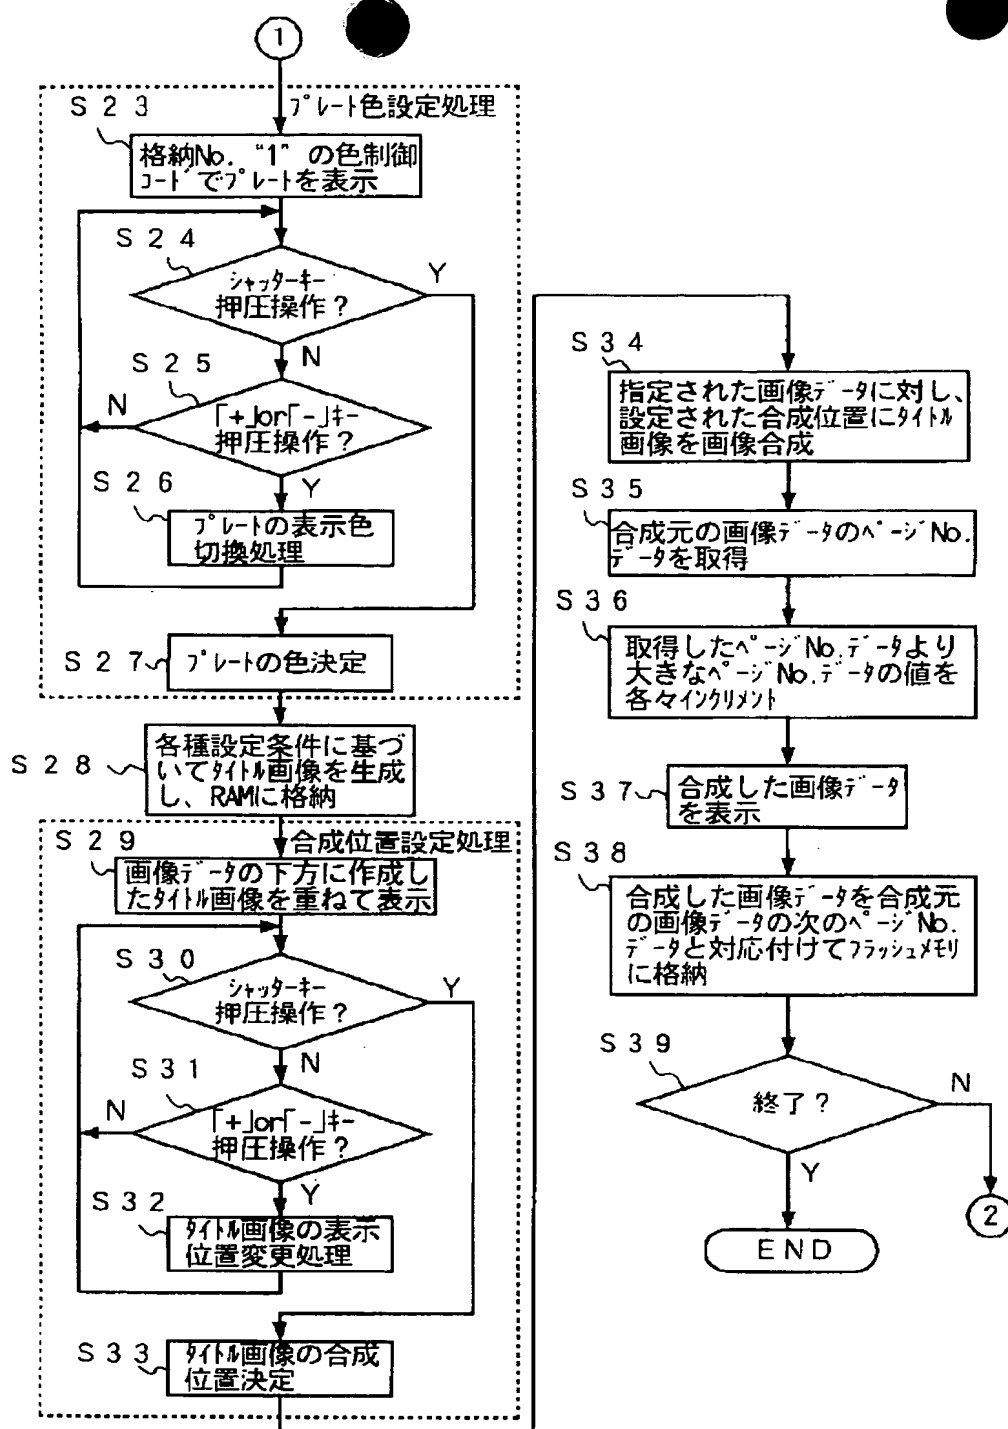 1
プレート色設定処理
S23
格納No. “1” の色制御
コードでプレートを表示
S24
シャッターキー
押圧操作？
Y
N
S25
「+」or「-」キー
押圧操作？
N
Y
S26
プレートの表示色
切換処理
S27
プレートの色決定
S28
各種設定条件に基づ
いてタイトル画像を生成
し、RAMに格納
合成位置設定処理
S29
画像データの下方に作成し
たタイトル画像を重ねて表示
S30
シャッターキー
押圧操作？
Y
N
S31
「+」or「-」キー
押圧操作？
N
Y
S32
タイトル画像の表示
位置変更処理
S33
タイトル画像の合成
位置決定
S34
指定された画像データに対し、
設定された合成位置にタイトル
画像を画像合成
S35
合成元の画像データのページNo.
データを取得
S36
取得したページNo.データより
大きなページNo.データの値を
各々インクリメント
S37
合成した画像データ
を表示
S38
合成した画像データを合成元
の画像データの次のページNo.
データと対応付けてフラッシュメモリ
に格納
S39
終了？
N
Y
2
END